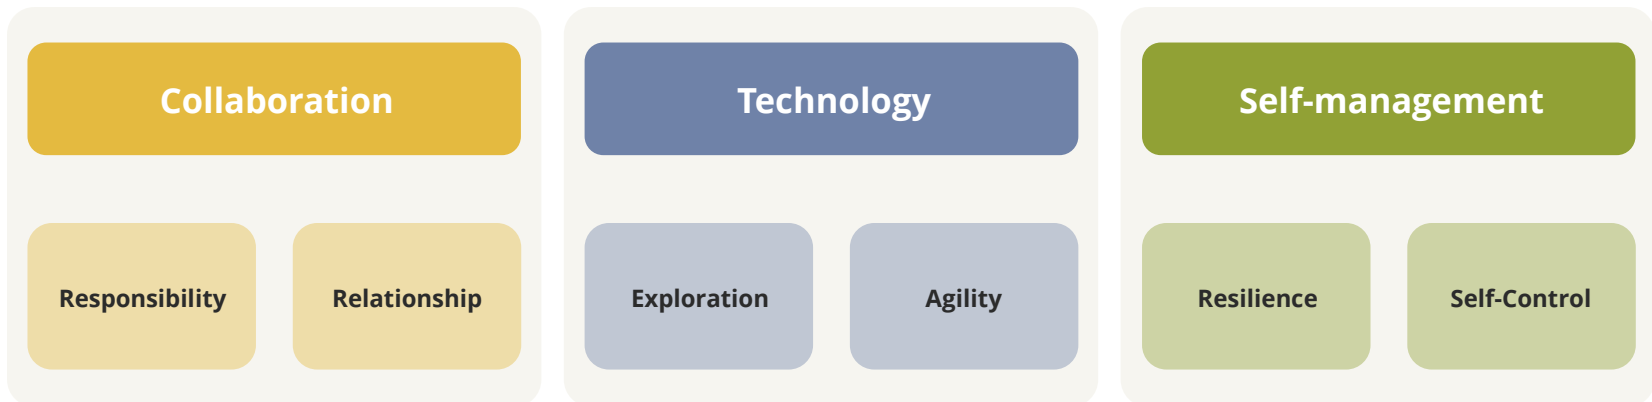 Collaboration
Responsibility
Relationship
Technology
Exploration
Agility
Self-management
Resilience
Self-Control